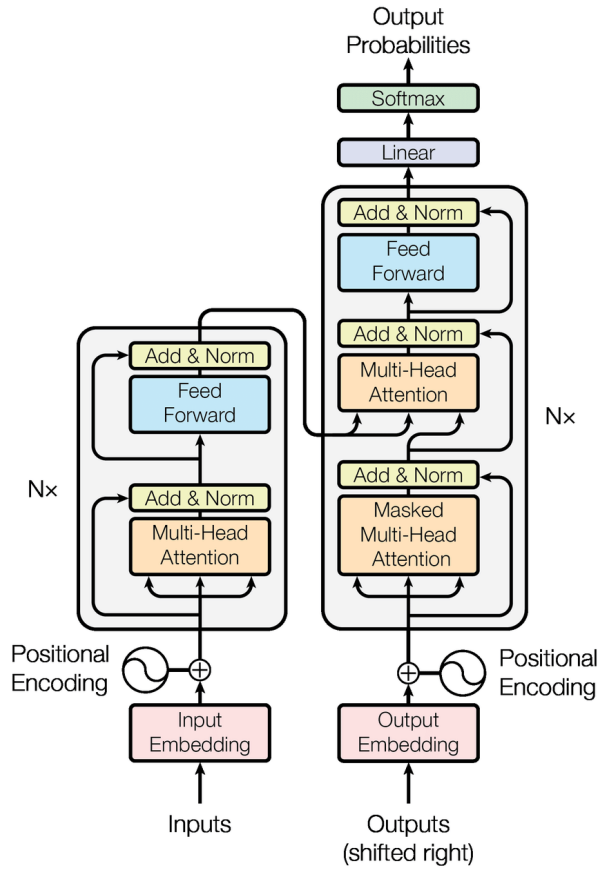 Output
Probabilities
Softmax
Linear
Add & Norm
Feed
Forward
Add & Norm
Multi-Head
Attention
Nx
Add & Norm
Masked
Multi-Head
Attention
Add & Norm
Feed
Forward
Nx
Add & Norm
Multi-Head
Attention
Positional
Encoding
Positional
Encoding
Input
Embedding
Output
Embedding
Inputs
Outputs
(shifted right)